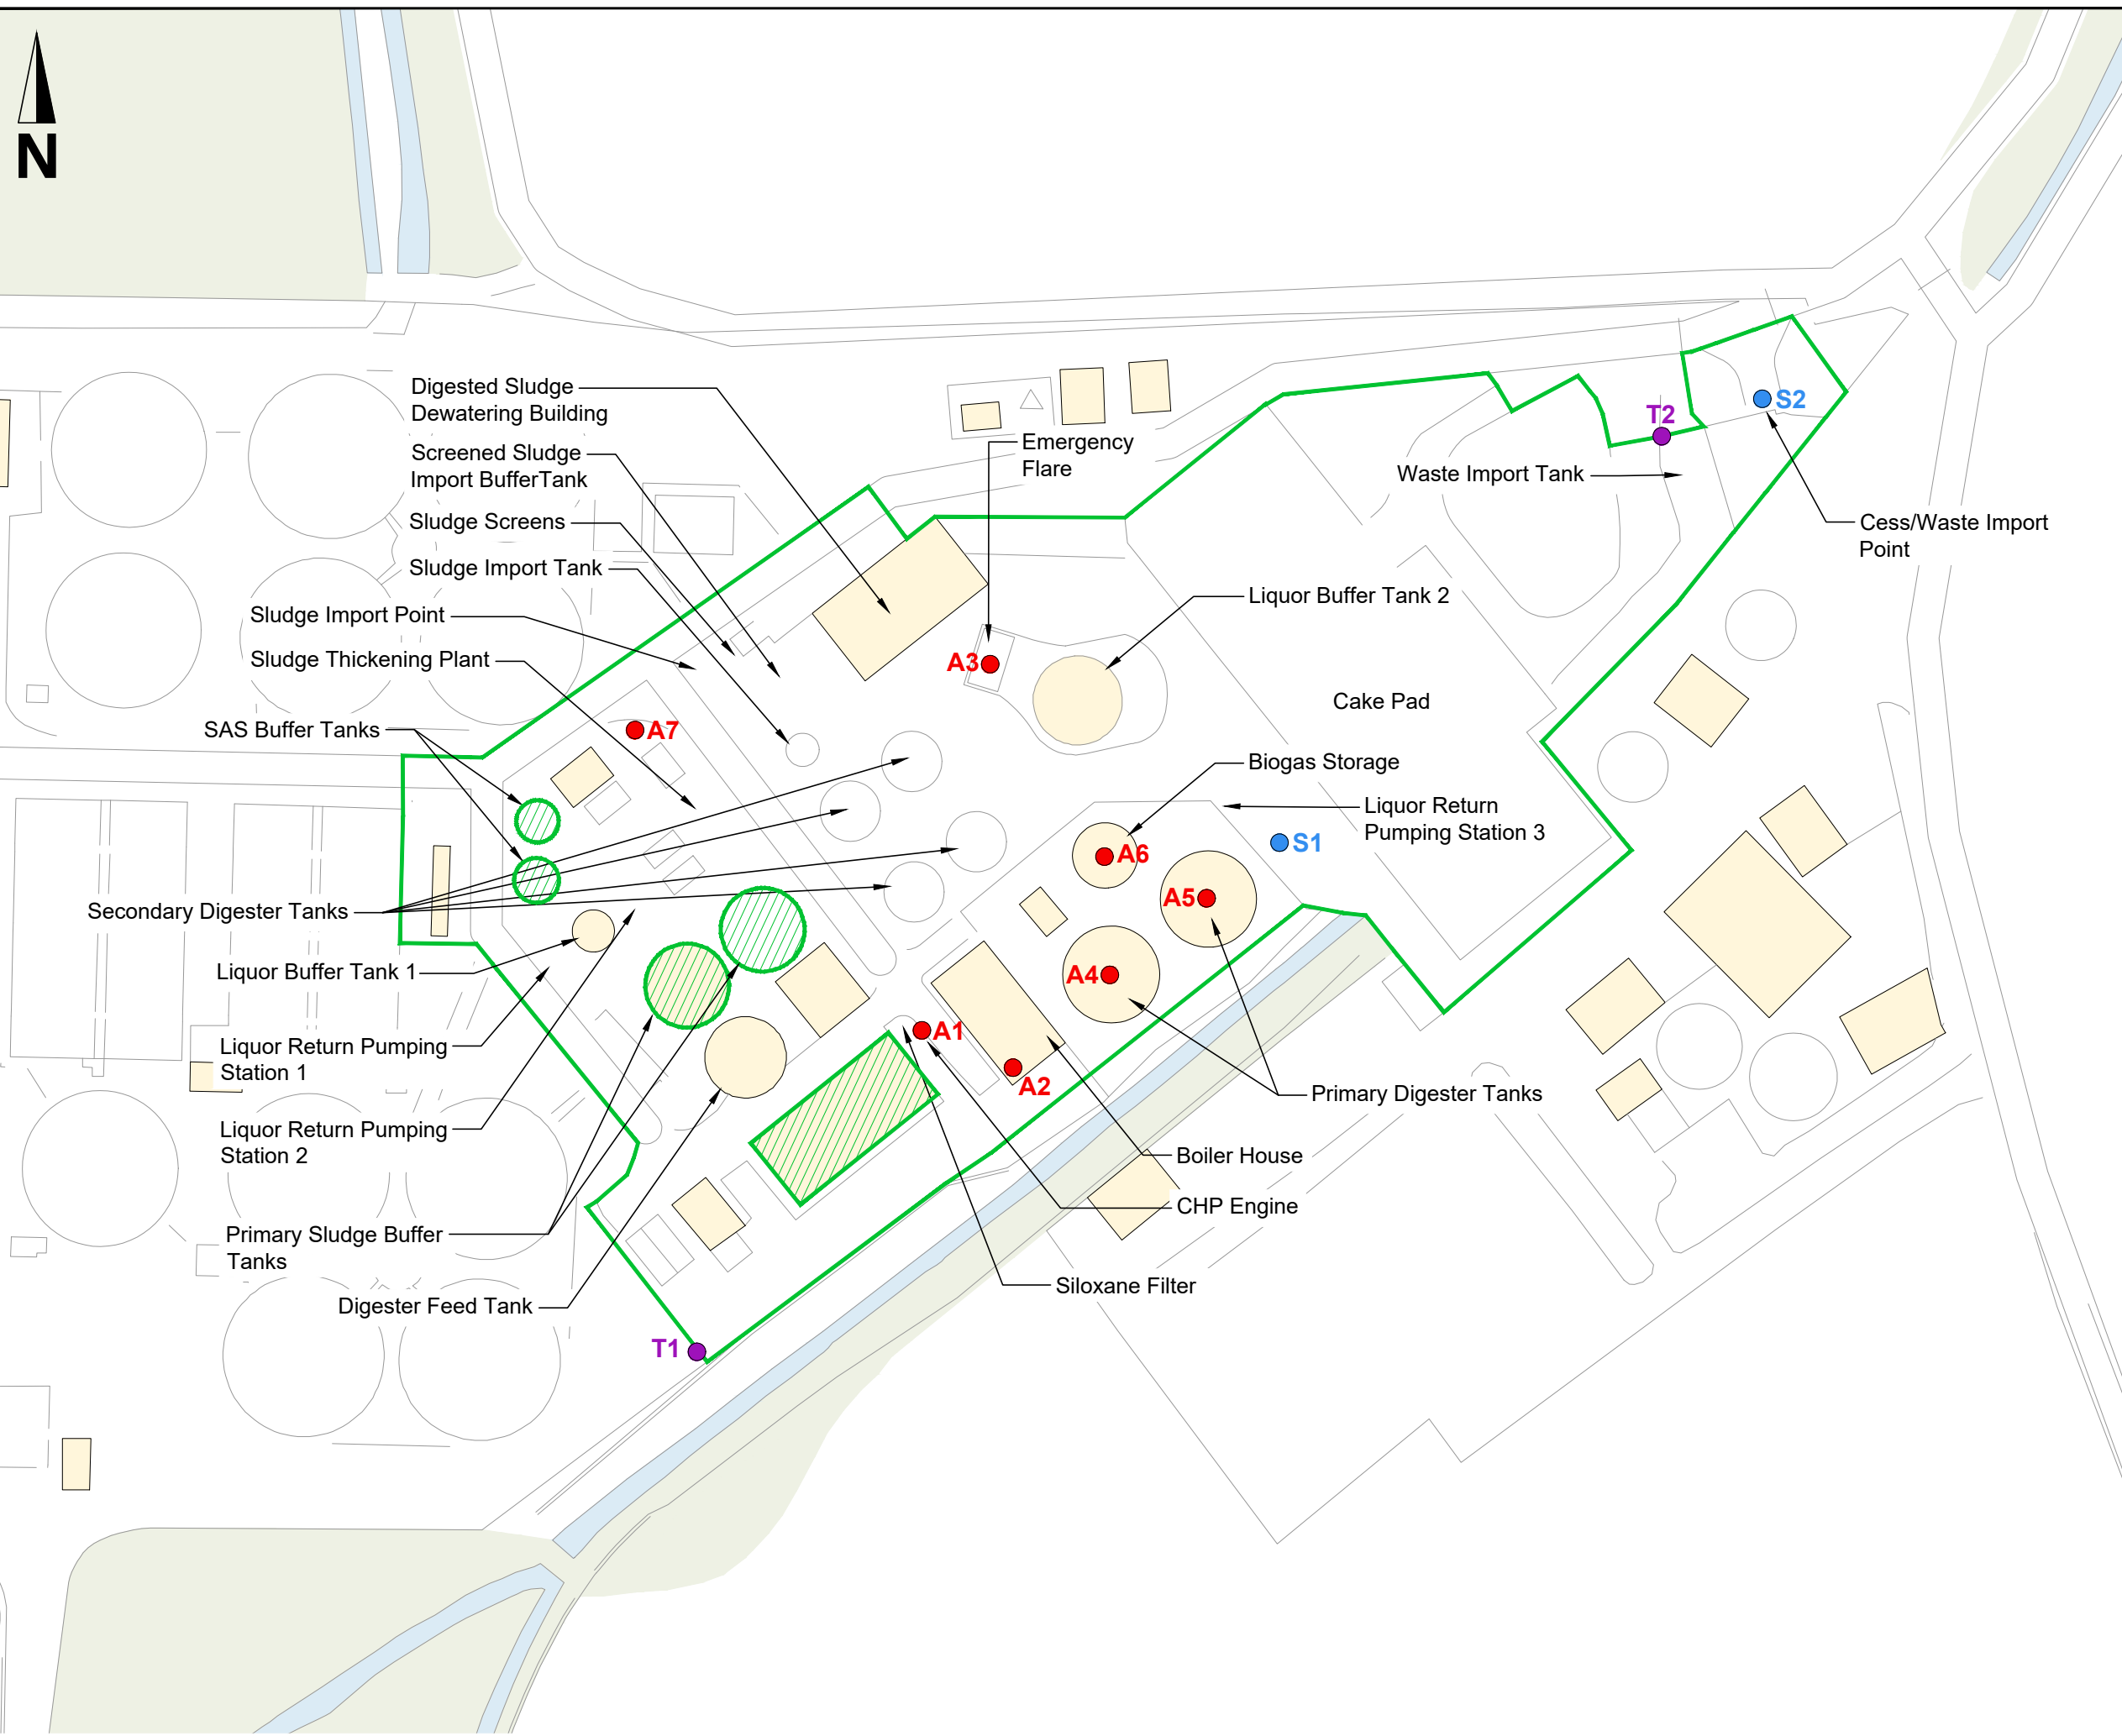 N
Digested Sludge
Dewatering Building
Screened Sludge
Import BufferTank
Sludge Screens
Sludge Import Tank
Sludge Import Point
Sludge Thickening Plant
SAS Buffer Tanks
Emergency
Flare
T2
S2
Waste Import Tank
Cess/Waste Import
Point
Liquor Buffer Tank 2
A3
Cake Pad
A7
Biogas Storage
Liquor Return
Pumping Station 3
S1
A6
A5
Secondary Digester Tanks
Liquor Buffer Tank 1
A4
A1
Liquor Return Pumping
Station 1
A2
Primary Digester Tanks
Liquor Return Pumping
Station 2
Boiler House
CHP Engine
Primary Sludge Buffer
Tanks
Siloxane Filter
Digester Feed Tank
T1